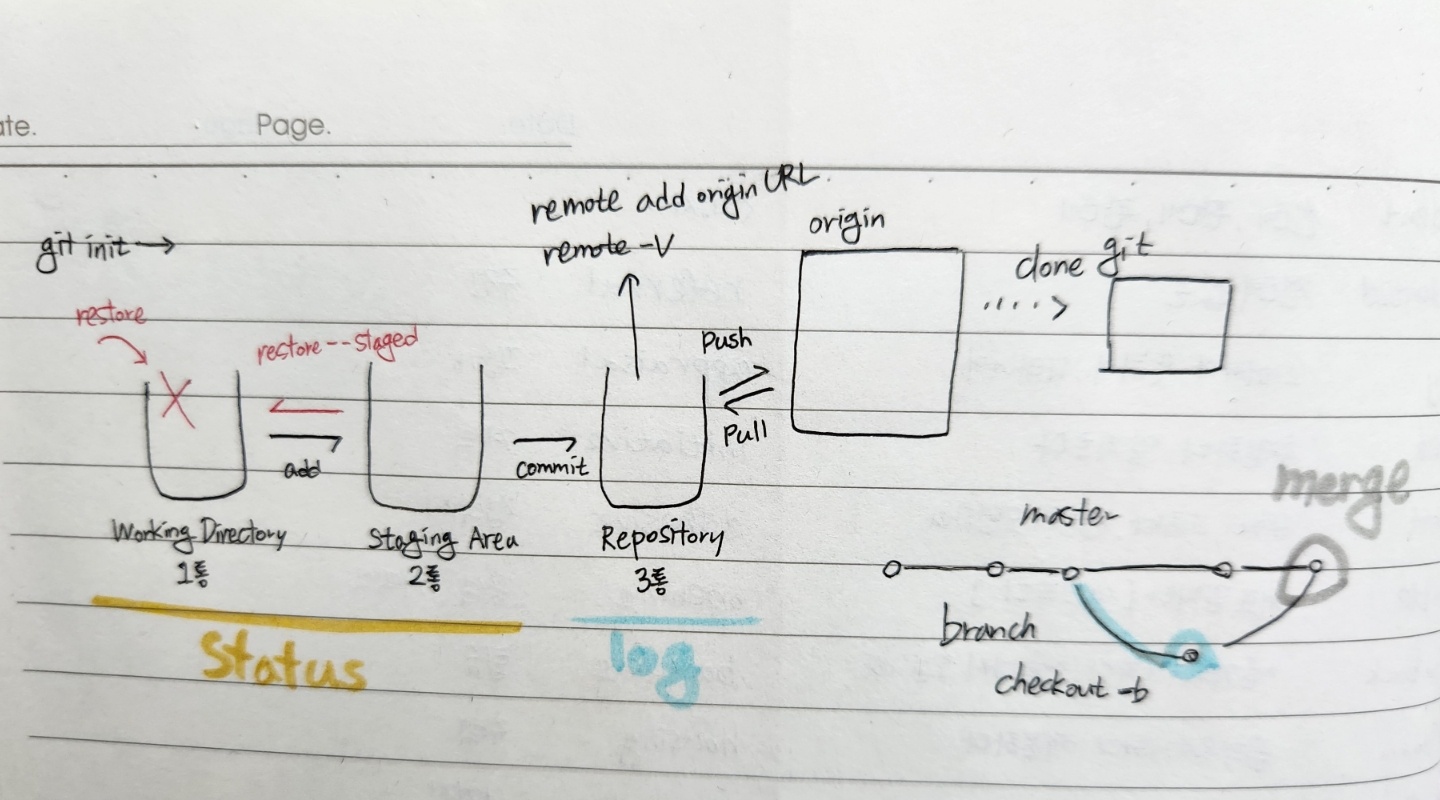 ate.
Page.
remote add origin URL
remote -V
origin
git init →
clone git
restore
restore --staged
Push
Pull
add
commit
Working Directory
1통
Staging Area
2통
Repository
3통
Status
log
merge
master
branch
checkout -b